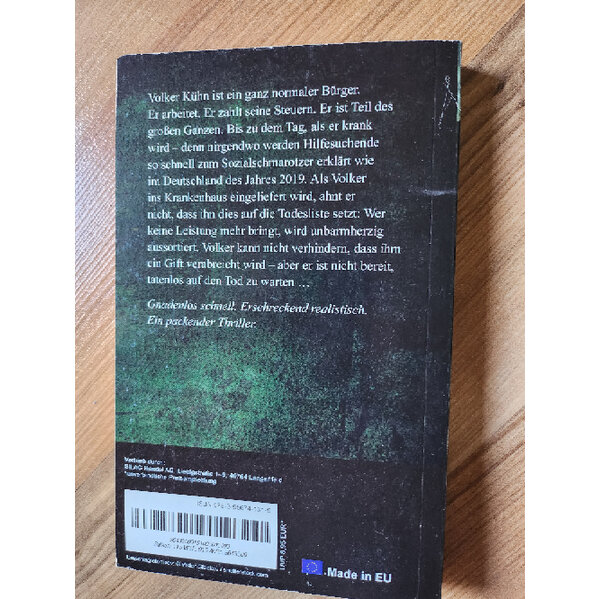 Volker Kühn ist ein ganz normaler Bürger.
Er arbeitet. Er zahlt seine Steuern. Er ist Teil des
großen Ganzen. Bis zu dem Tag, als er krank
wird – denn nirgendwo werden Hilfesuchende
so schnell zum Sozialschmarotzer erklärt wie
im Deutschland des Jahres 2019. Als Volker
ins Krankenhaus eingeliefert wird, ahnt er
nicht, dass ihn dies auf die Todesliste setzt: Wer
keine Leistung mehr bringt, wird unbarmherzig
aussortiert. Volker kann nicht verhindern, dass ihm
ein Gift verabreicht wird – aber er ist nicht bereit,
tatenlos auf den Tod zu warten …
Gnadenlos schnell. Erschreckend realistisch.
Ein packender Thriller.
Vertrieb durch:
Made in EU